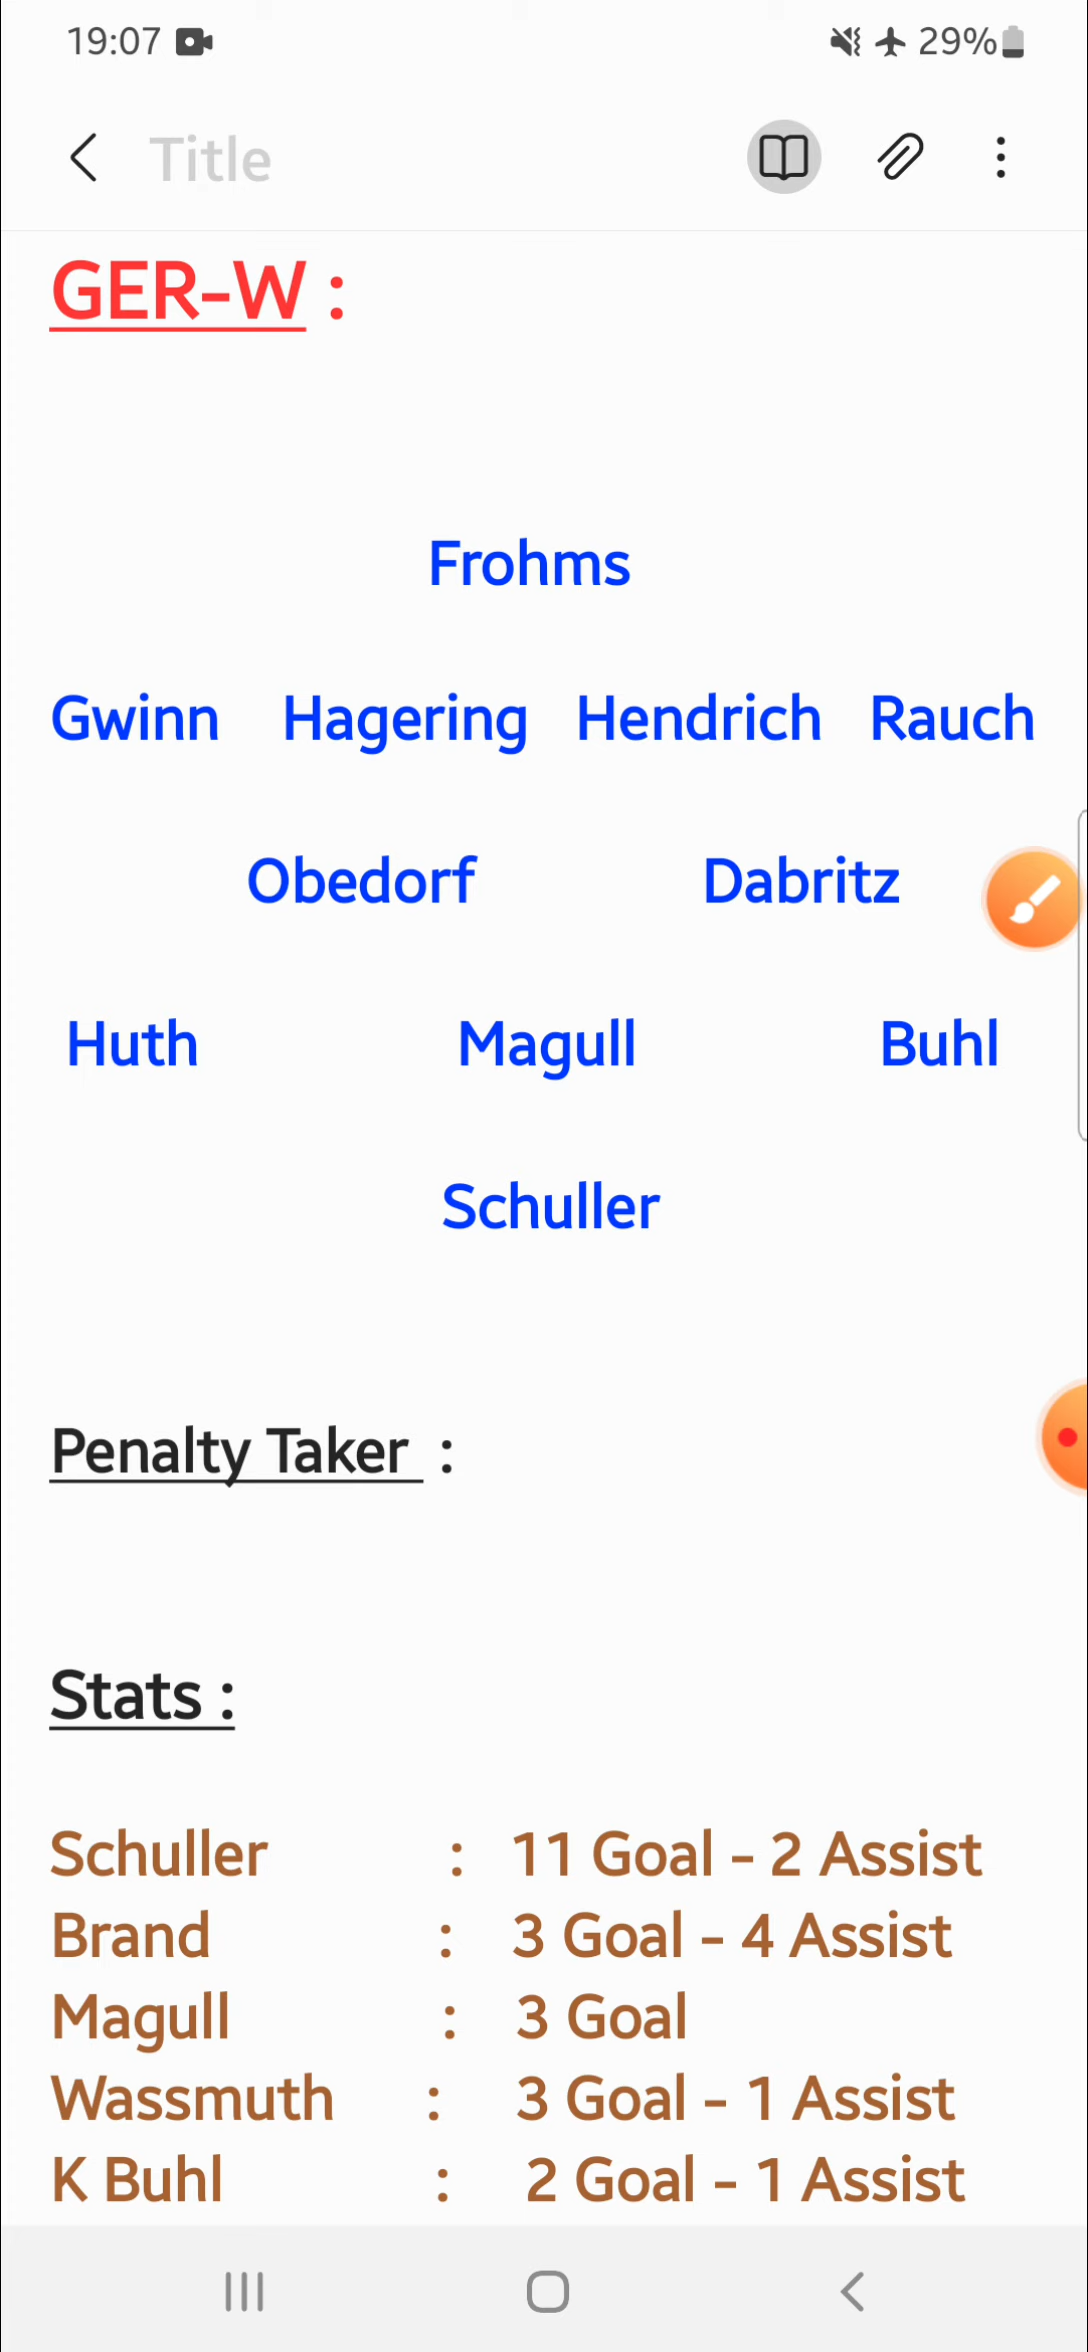 19:07 29%
Title
GER-W :
Frohms
Gwinn Hagering Hendrich Rauch
Obedorf Dabritz
Huth Magull Buhl
Schuller
Penalty Taker :
Stats :
Schuller : 11 Goal - 2 Assist
Brand : 3 Goal - 4 Assist
Magull : 3 Goal
Wassmuth : 3 Goal - 1 Assist
K Buhl : 2 Goal - 1 Assist